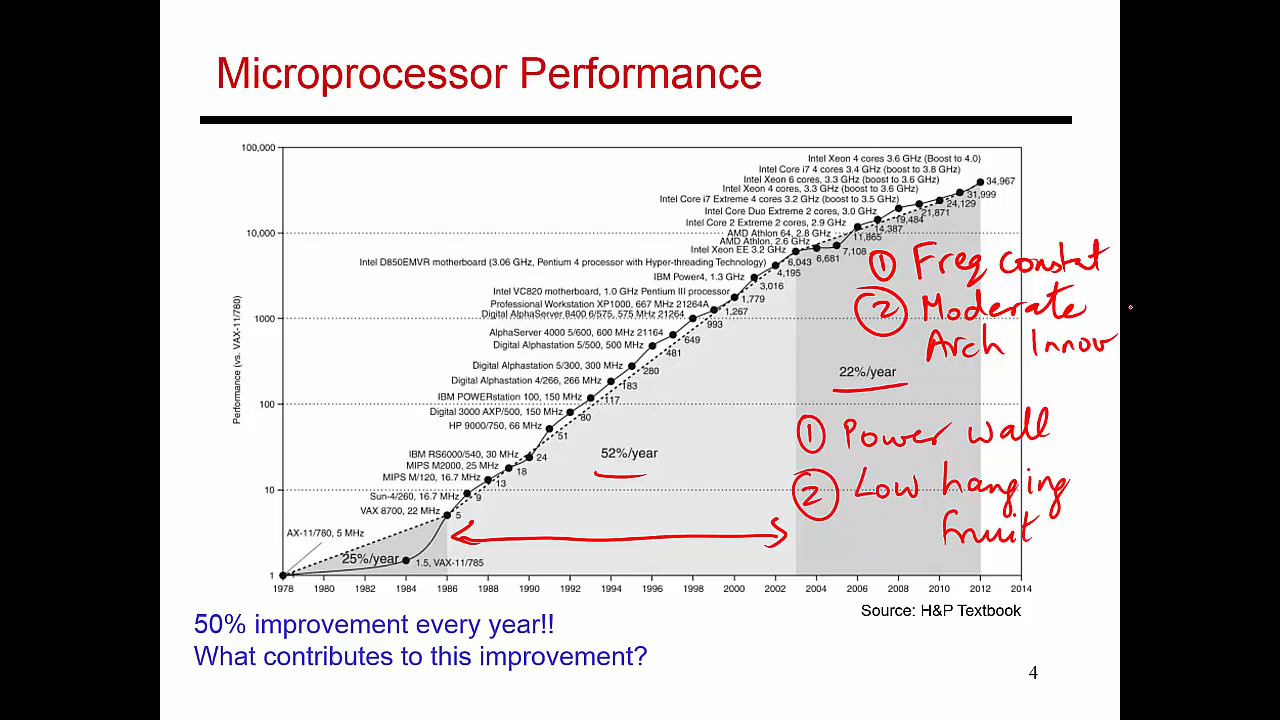 Microprocessor Performance
100,000
10,000
1000
100
10
1
Performance (vs. VAX-11/780)
Intel Xeon 4 cores 3.6 GHz (Boost to 4.0)
Intel Core i7 4 cores 3.4 GHz (boost to 3.8 GHz)
Intel Xeon 6 cores, 3.3 GHz (boost to 3.6 GHz)
34,967
Intel Xeon 4 cores, 3.3 GHz (boost to 3.6 GHz)
31,999
Intel Core i7 Extreme 4 cores 3.2 GHz (boost to 3.5 GHz)
24,129
Intel Core Duo Extreme 2 cores, 3.0 GHz
21,871
19,484
Intel Core 2 Extreme 2 cores, 2.9 GHz
14,387
AMD Athlon 64, 2.8 GHz
11,865
AMD Athlon, 2.6 GHz
Intel Xeon EE 3.2 GHz
7,108
Intel D850EMVR motherboard (3.06 GHz, Pentium 4 processor with Hyper-threading Technology)
6,043
6,681
4,195
IBM Power4, 1.3 GHz
3,016
Intel VC820 motherboard, 1.0 GHz Pentium III processor
1,779
Professional Workstation XP1000, 667 MHz 21264A
1,267
Digital AlphaServer 8400 6/575, 575 MHz 21264
993
AlphaServer 4000 5/600, 600 MHz 21164
649
Digital Alphastation 5/500, 500 MHz
481
Digital Alphastation 5/300, 300 MHz
280
Digital Alphastation 4/266, 266 MHz
183
IBM POWERstation 100, 150 MHz
117
Digital 3000 AXP/500, 150 MHz
80
HP 9000/750, 66 MHz
51
IBM RS6000/540, 30 MHz
24
MIPS M2000, 25 MHz
18
MIPS M/120, 16.7 MHz
13
Sun-4/260, 16.7 MHz
9
VAX 8700, 22 MHz
5
AX-11/780, 5 MHz
25%/year
1.5, VAX-11/785
52%/year
22%/year
1 Freq constat
2 Moderate
Arch Innov
1 Power wall
2 Low hanging
fruit
1978 1980 1982 1984 1986 1988 1990 1992 1994 1996 1998 2000 2002 2004 2006 2008 2010 2012 2014
Source: H&P Textbook
50% improvement every year!!
What contributes to this improvement?
4